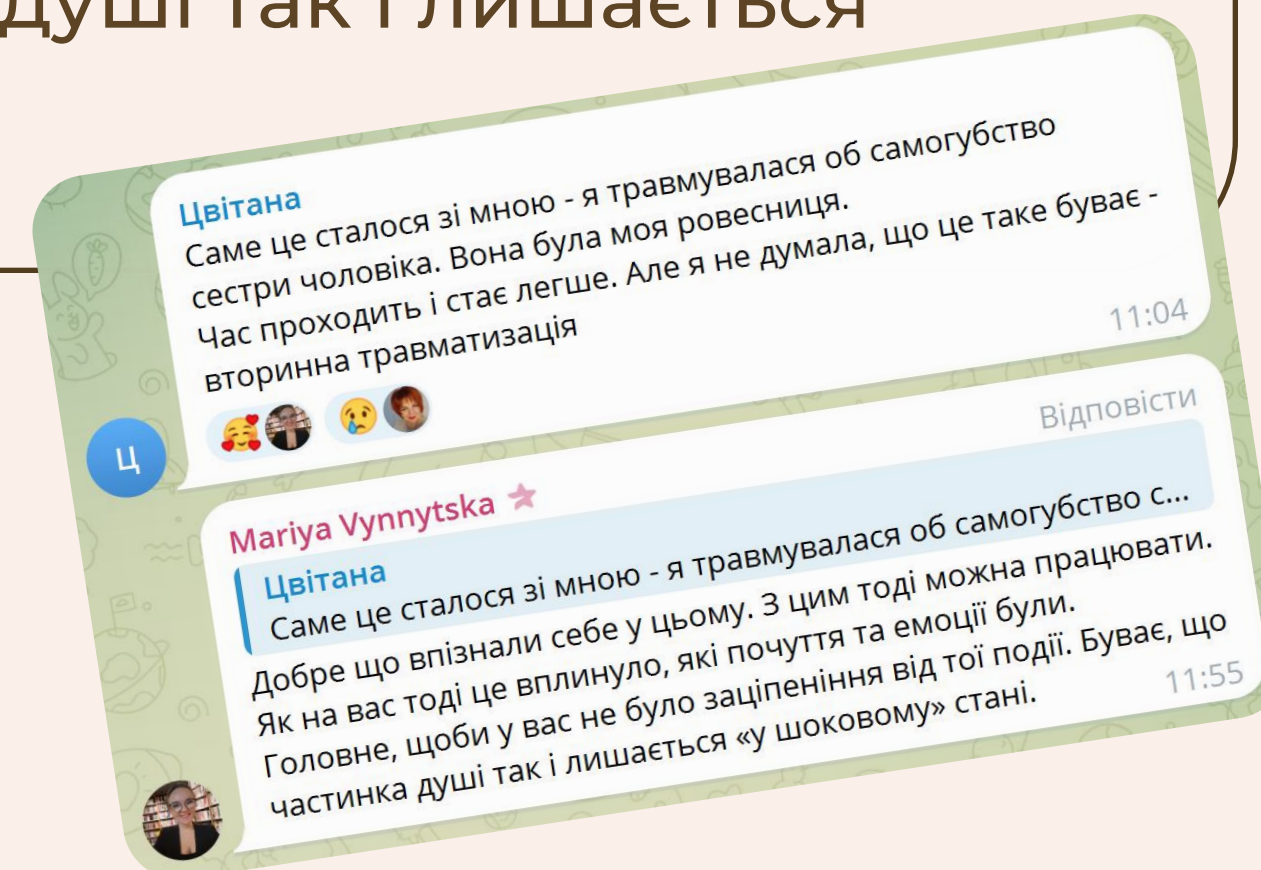 душі так і лишається
Цвітана
Саме це сталося зі мною - я травмувалася об самогубство
сестри чоловіка. Вона була моя ровесниця.
Час проходить і стає легше. Але я не думала, що це таке буває -
вторинна травматизація
11:04
Ц
Відповісти
Mariya Vynnytska
Цвітана
Саме це сталося зі мною - я травмувалася об самогубство с...
Добре що впізнали себе у цьому. З цим тоді можна працювати.
Як на вас тоді це вплинуло, які почуття та емоції були.
Головне, щоби у вас не було заціпеніння від тої події. Буває, що
частинка душі так і лишається «у шоковому» стані.
11:55